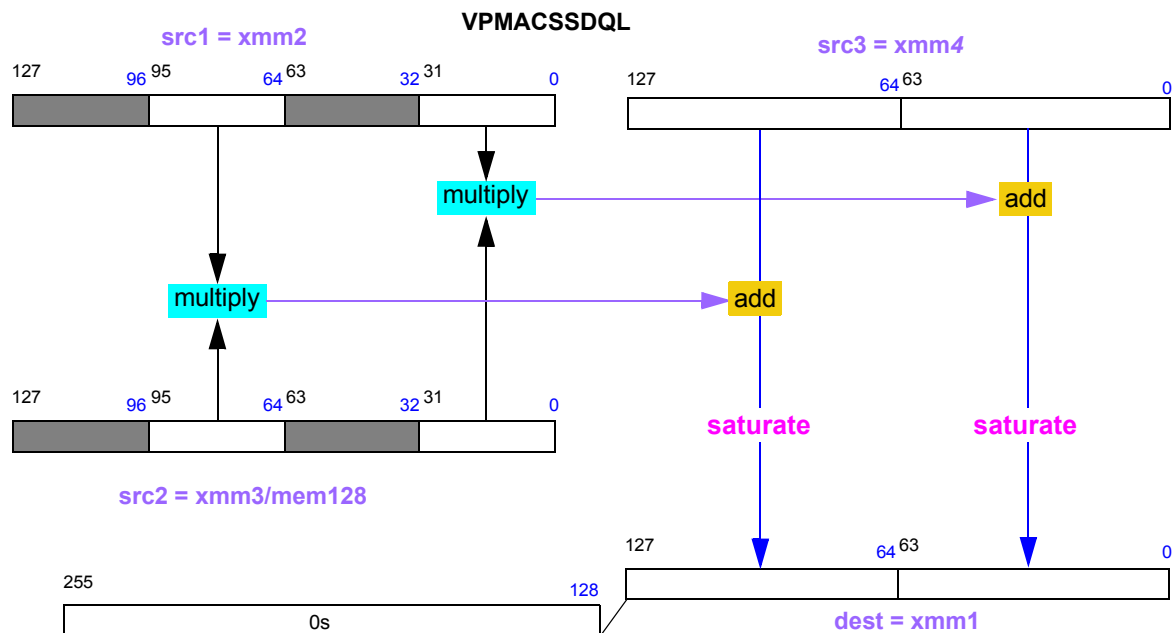 VPMACSSDQL
src1 = xmm2
src3 = xmm4
127 96 95 64 63 32 31 0
127 64 63 0
multiply
add
multiply
add
127 96 95 64 63 32 31 0
saturate saturate
src2 = xmm3/mem128
127 64 63 0
255 128
0s
dest = xmm1